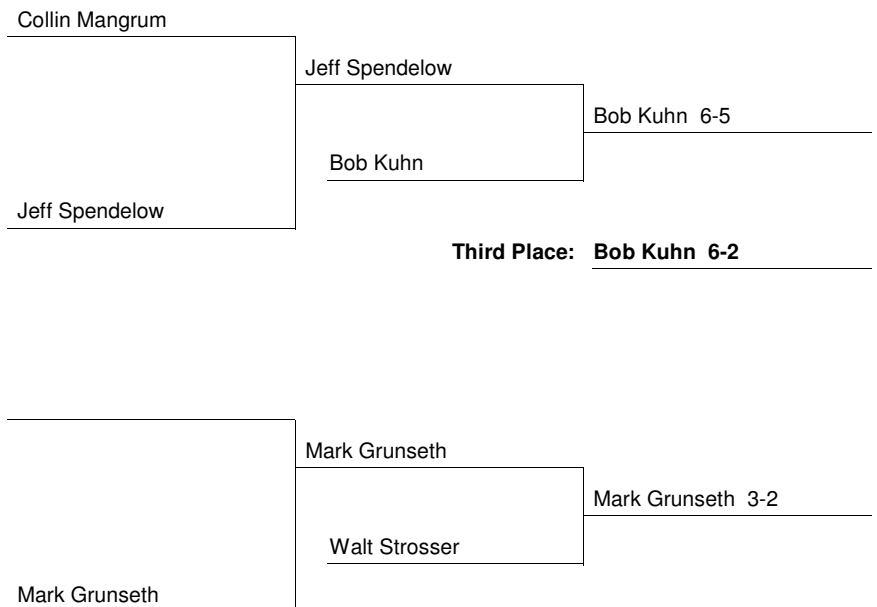 Collin Mangrum
Jeff Spendelow
Bob Kuhn 6-5
Bob Kuhn
Jeff Spendelow
Third Place: Bob Kuhn 6-2
Mark Grunseth
Mark Grunseth 3-2
Walt Strosser
Mark Grunseth